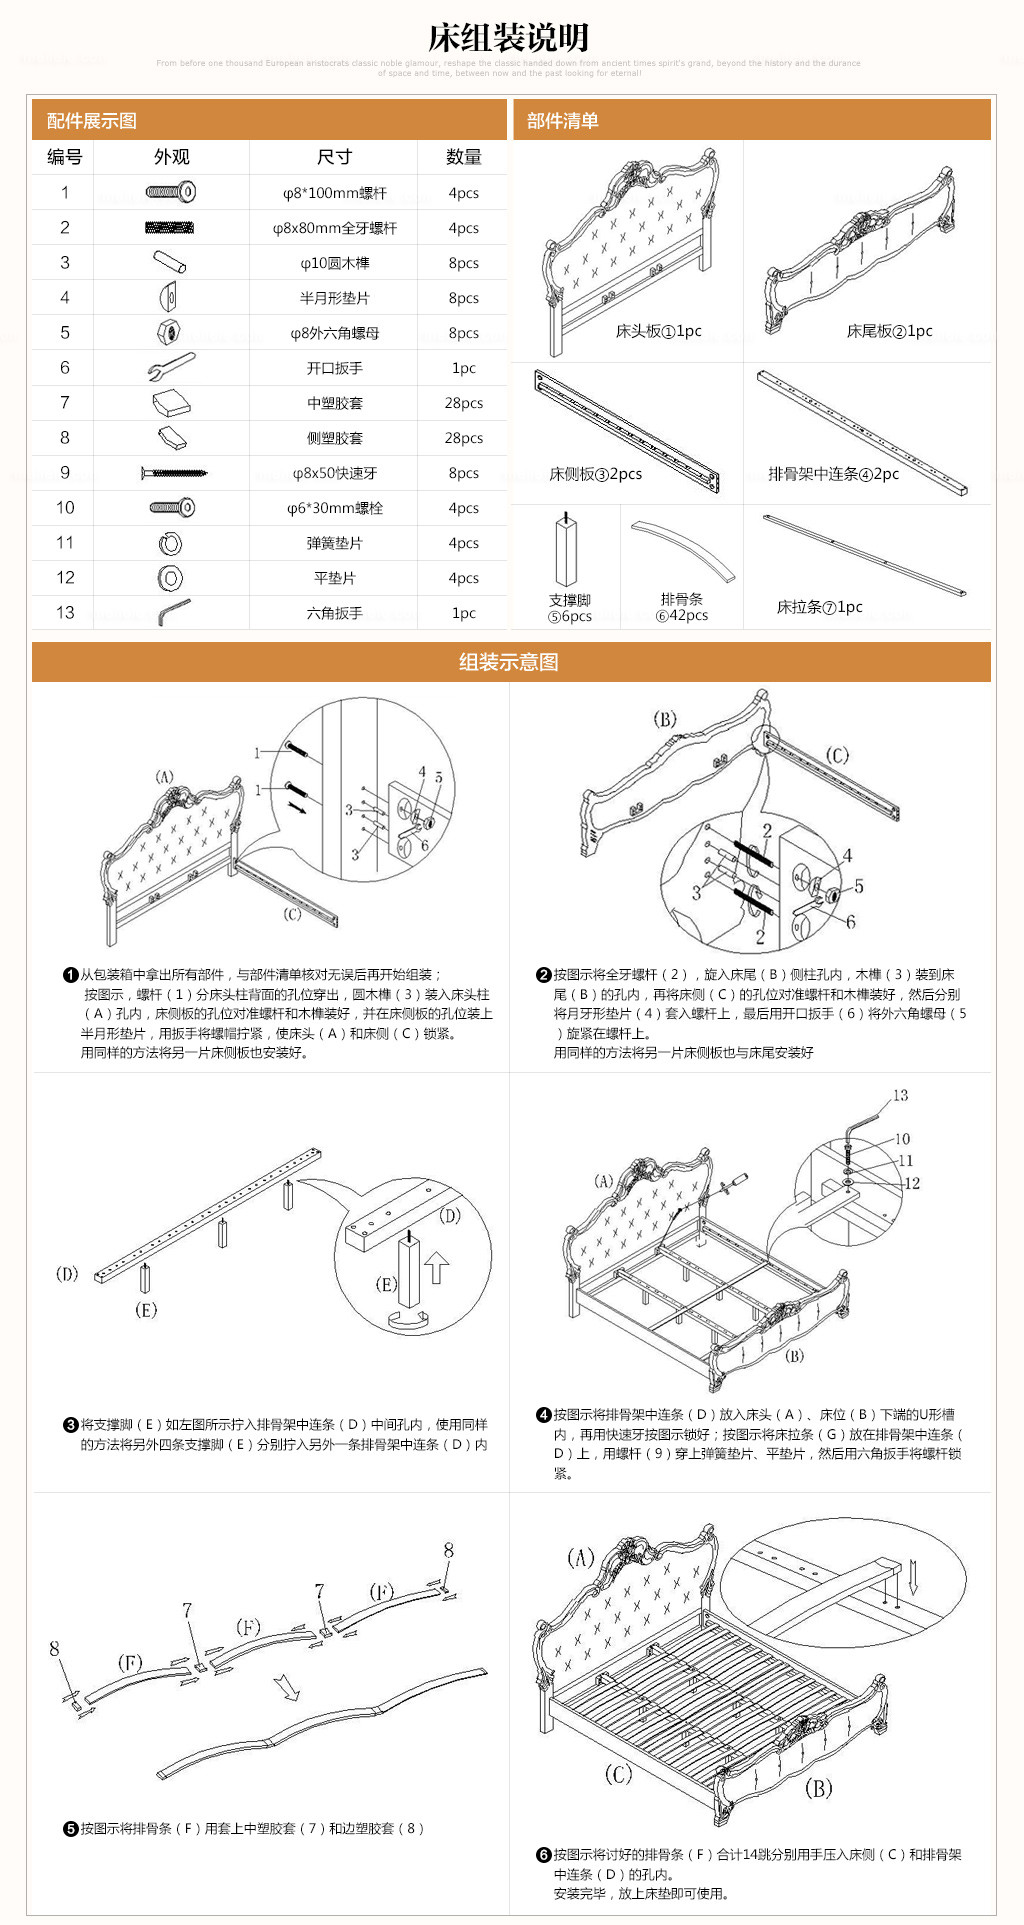 床组装说明
From before one thousand European aristocrats classic noble glamour, reshape the classic handed down from ancient times spirit's grand, beyond the history and the durance
of space and time, between now and the past looking for eternal!
配件展示图
部件清单
编号 外观 尺寸 数量
1 φ8*100mm螺杆 4pcs
2 φ8x80mm全牙螺杆 4pcs
3 φ10圆木榫 8pcs
4 半月形垫片 8pcs
5 φ8外六角螺母 8pcs
6 开口扳手 1pc
7 中塑胶套 28pcs
8 侧塑胶套 28pcs
9 φ8x50快速牙 8pcs
10 φ6*30mm螺栓 4pcs
11 弹簧垫片 4pcs
12 平垫片 4pcs
13 六角扳手 1pc
床头板①1pc
床尾板②1pc
床侧板③2pcs
排骨架中连条④2pc
支撑脚
⑤6pcs
排骨条
⑥42pcs
床拉条⑦1pc
组装示意图
(A)
(C)
1
1
3
3
4
5
6
❶从包装箱中拿出所有部件，与部件清单核对无误后再开始组装；
按图示，螺杆（1）分床头柱背面的孔位穿出，圆木榫（3）装入床头柱
（A）孔内，床侧板的孔位对准螺杆和木榫装好，并在床侧板的孔位装上
半月形垫片，用扳手将螺帽拧紧，使床头（A）和床侧（C）锁紧。
用同样的方法将另一片床侧板也安装好。
(B)
(C)
2
3
4
5
6
2
❷按图示将全牙螺杆（2），旋入床尾（B）侧柱孔内，木榫（3）装到床
尾（B）的孔内，再将床侧（C）的孔位对准螺杆和木榫装好，然后分别
将月牙形垫片（4）套入螺杆上，最后用开口扳手（6）将外六角螺母（5
）旋紧在螺杆上。
用同样的方法将另一片床侧板也与床尾安装好
(D)
(E)
(D)
(E)
❸将支撑脚（E）如左图所示拧入排骨架中连条（D）中间孔内，使用同样
的方法将另外四条支撑脚（E）分别拧入另外一条排骨架中连条（D）内
13
10
11
12
(A)
(B)
❹按图示将排骨架中连条（D）放入床头（A）、床位（B）下端的U形槽
内，再用快速牙按图示锁好；按图示将床拉条（G）放在排骨架中连条（
D）上，用螺杆（9）穿上弹簧垫片、平垫片，然后用六角扳手将螺杆锁
紧。
8
7
7
8
(F)
(F)
(F)
❺按图示将排骨条（F）用套上中塑胶套（7）和边塑胶套（8）
(A)
(C)
(B)
❻按图示将讨好的排骨条（F）合计14跳分别用手压入床侧（C）和排骨架
中连条（D）的孔内。
安装完毕，放上床垫即可使用。